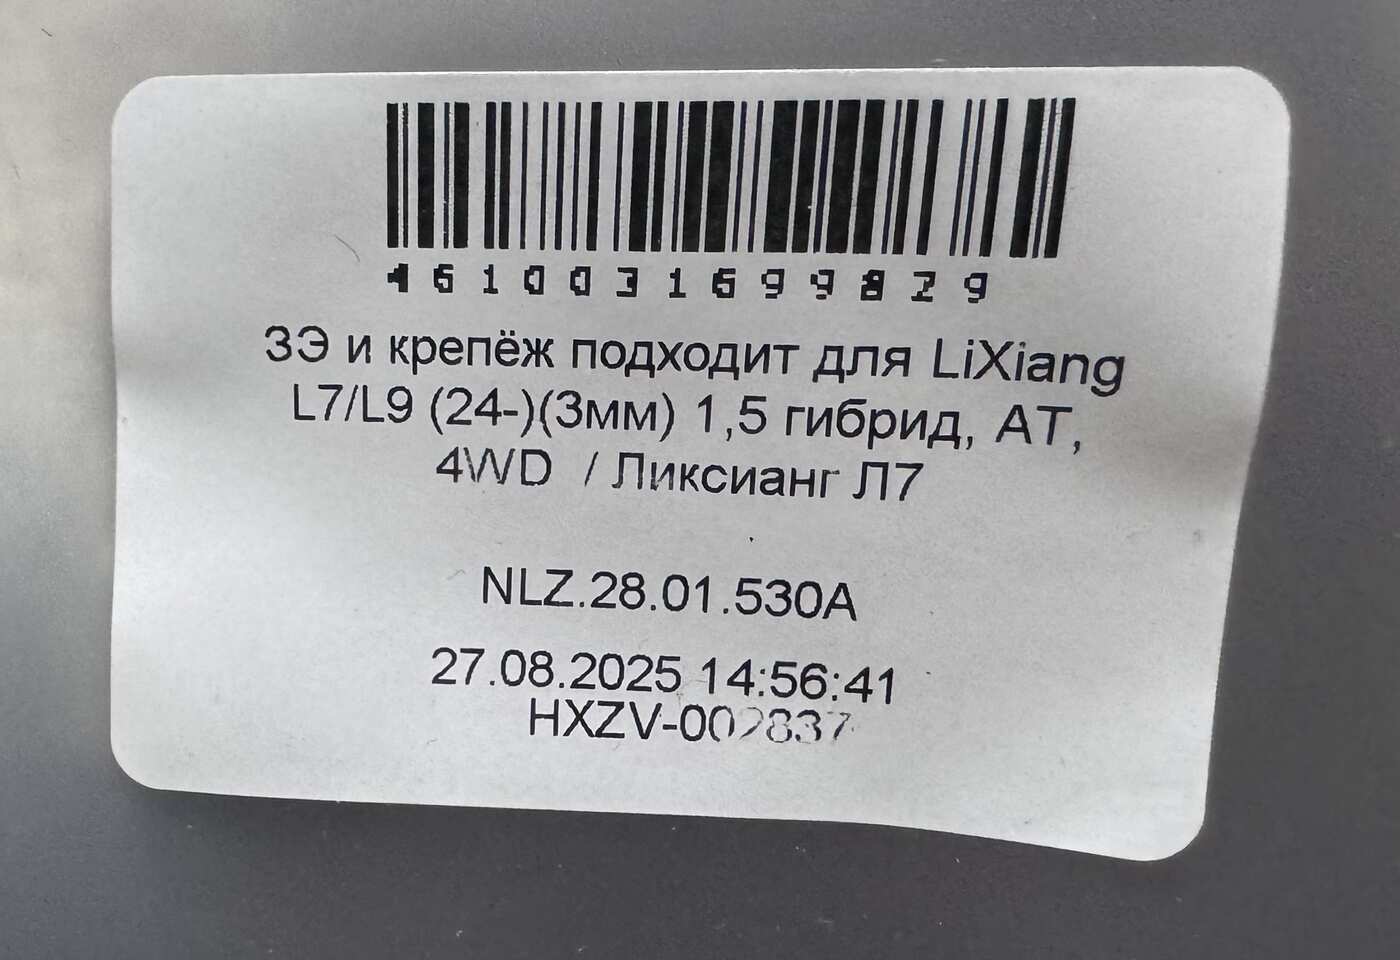 4610031699829
ЗЭ и крепёж подходит для LiXiang
L7/L9 (24-)(3мм) 1,5 гибрид, АТ,
4WD / Ликсианг Л7
NLZ.28.01.530A
27.08.2025 14:56:41
HXZV-002837